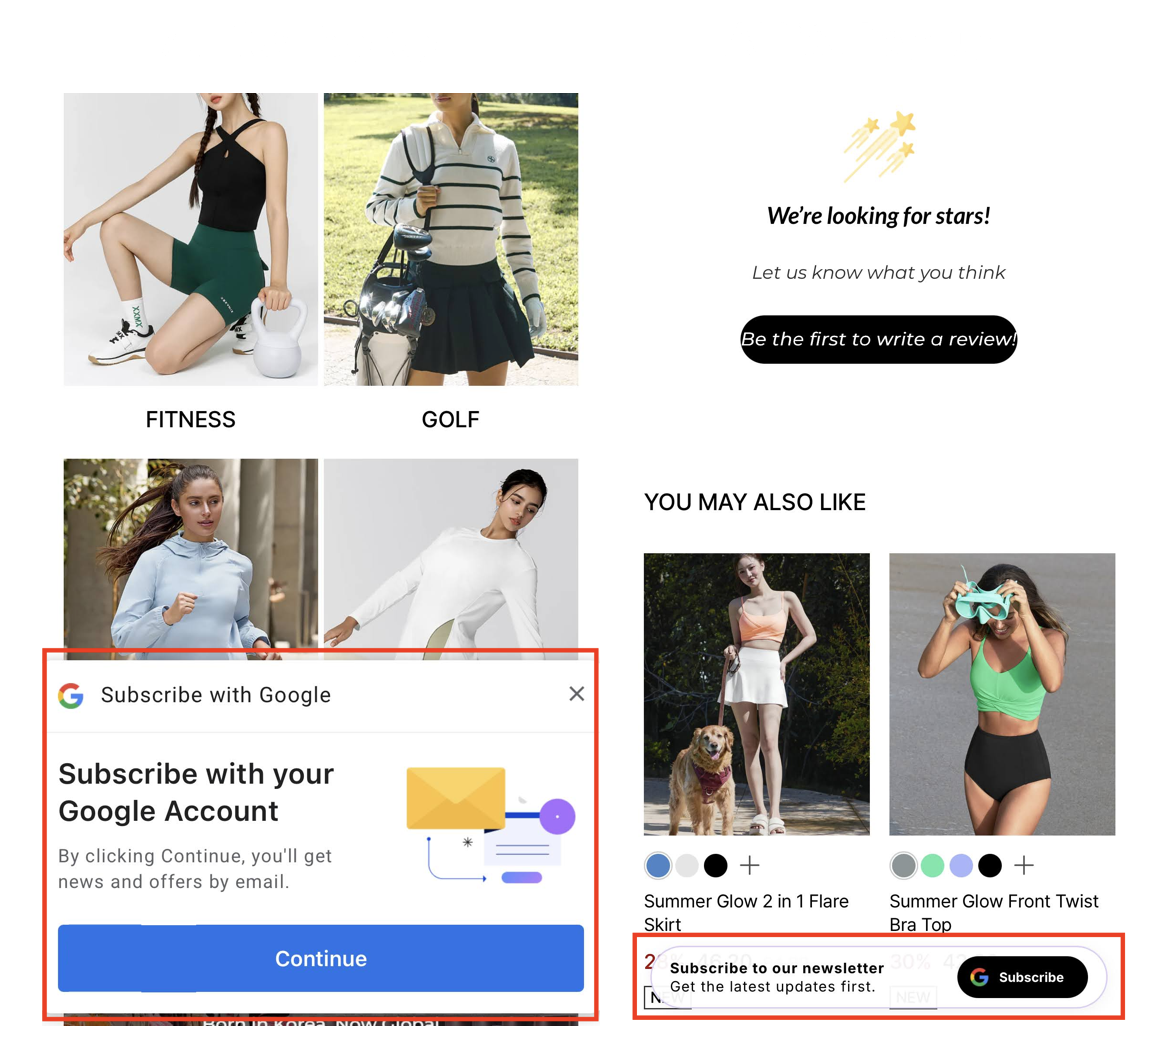 FITNESS
GOLF
Subscribe with Google
Subscribe with your
Google Account
By clicking Continue, you'll get
news and offers by email.
Continue
Born in Korea, Now Global
We're looking for stars!
Let us know what you think
Be the first to write a review!
YOU MAY ALSO LIKE
Summer Glow 2 in 1 Flare
Skirt
Summer Glow Front Twist
Bra Top
30%
Subscribe to our newsletter
Get the latest updates first.
Subscribe
NEW